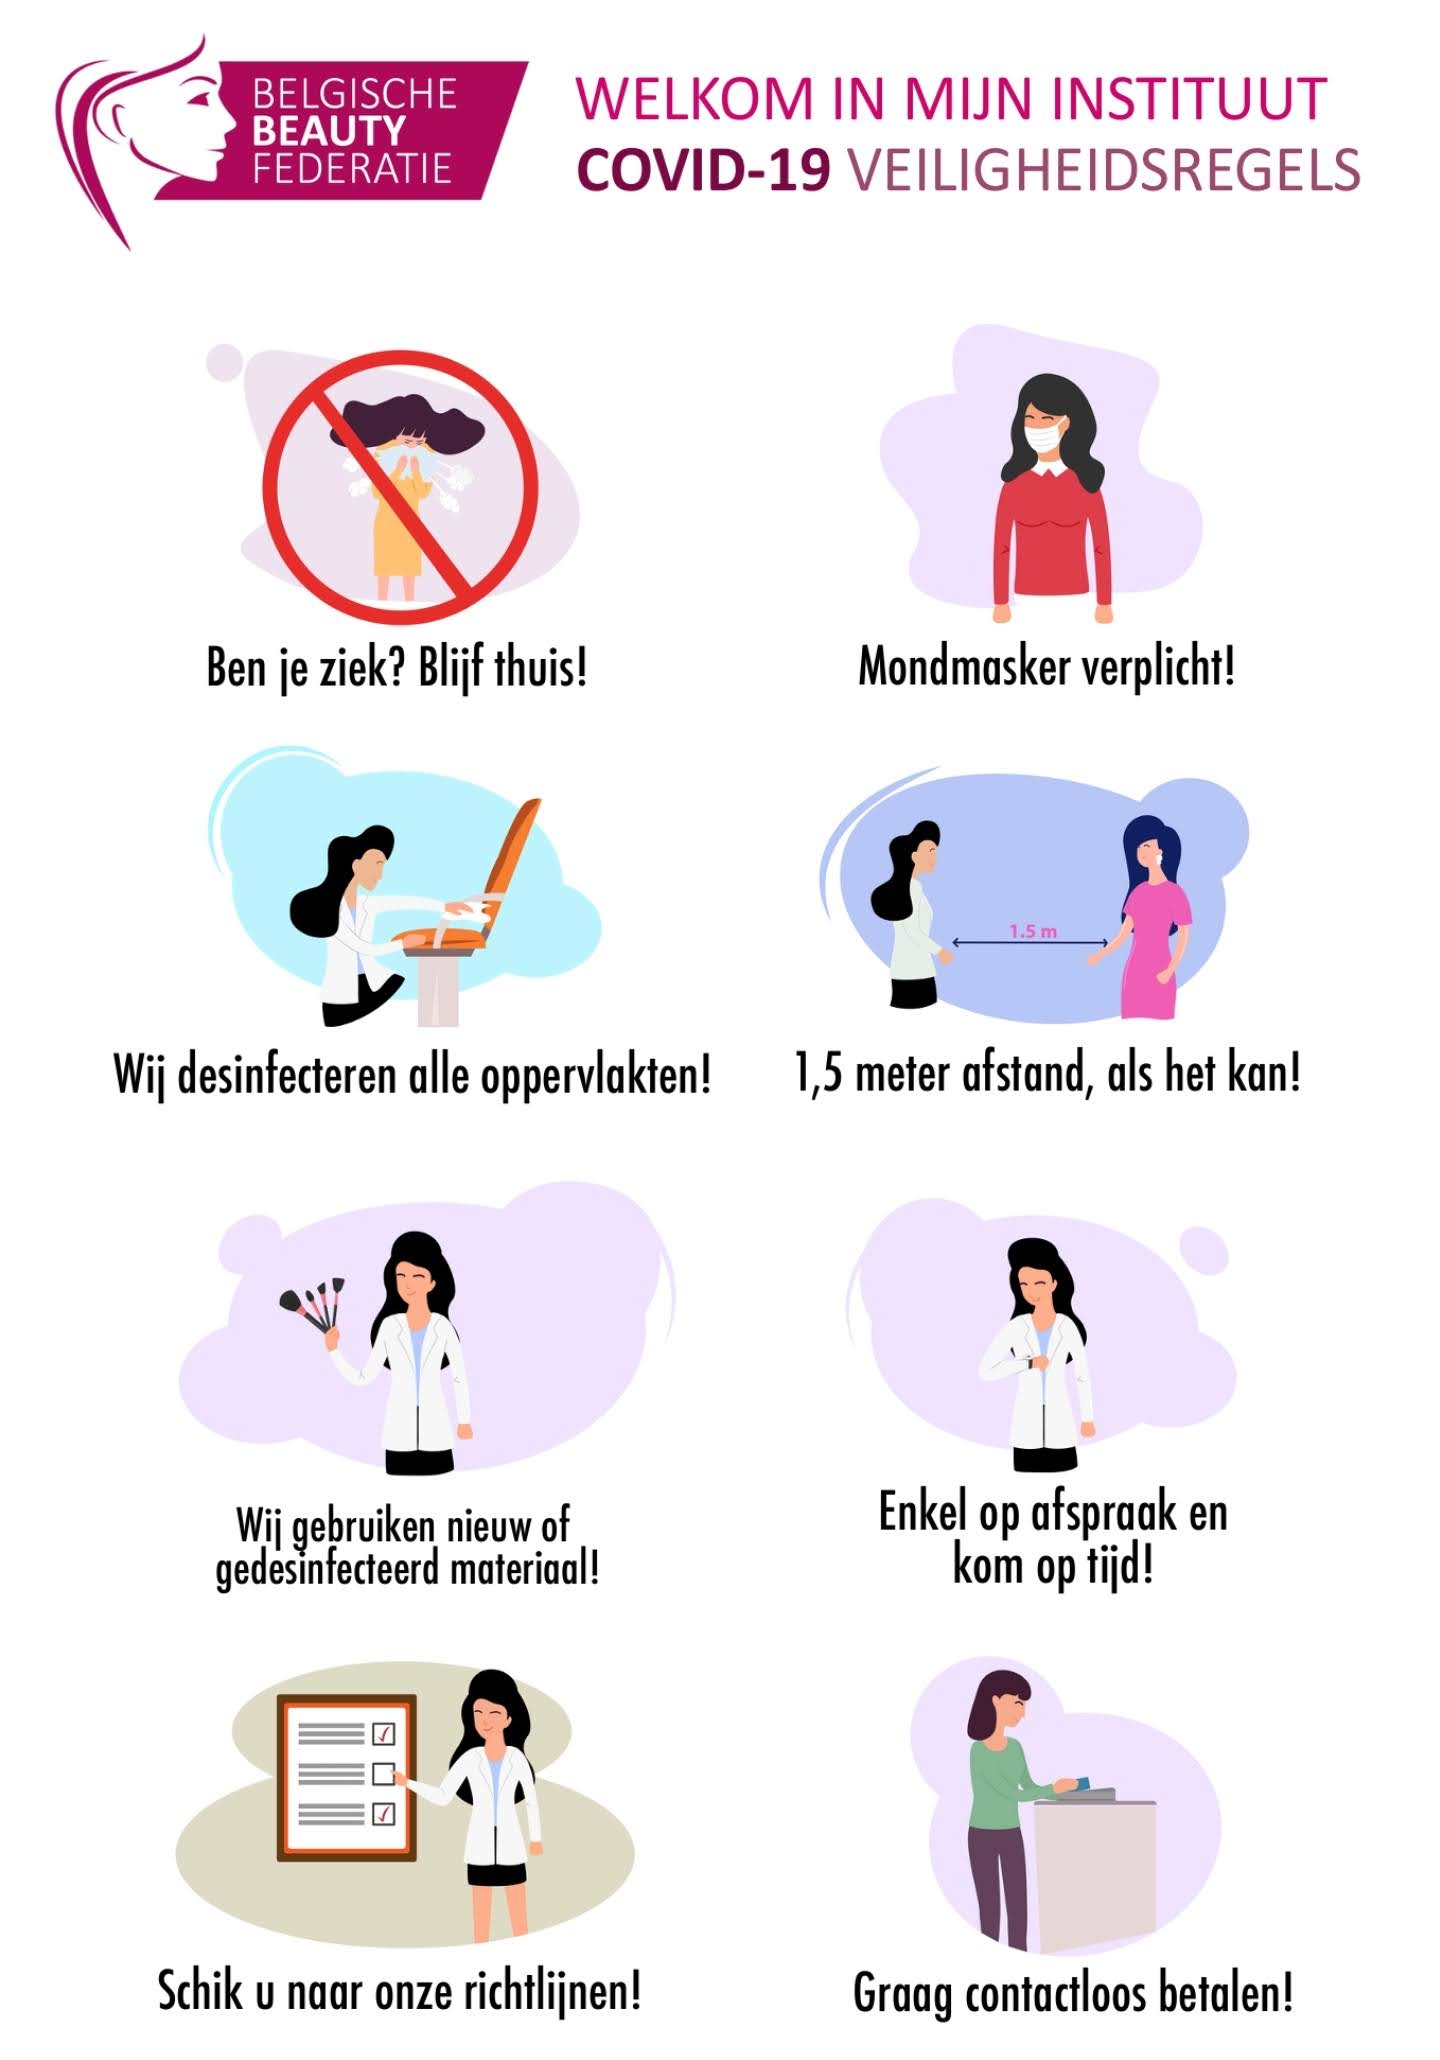 BELGISCHE
BEAUTY
FEDERATIE
WELKOM IN MIJN INSTITUUT
COVID-19 VEILIGHEIDSREGELS
Ben je ziek? Blijf thuis!
Mondmasker verplicht!
Wij desinfecteren alle oppervlakten!
1.5 m
1,5 meter afstand, als het kan!
Wij gebruiken nieuw of
gedesinfecteerd materiaal!
Enkel op afspraak en
kom op tijd!
Schik u naar onze richtlijnen!
Graag contactloos betalen!